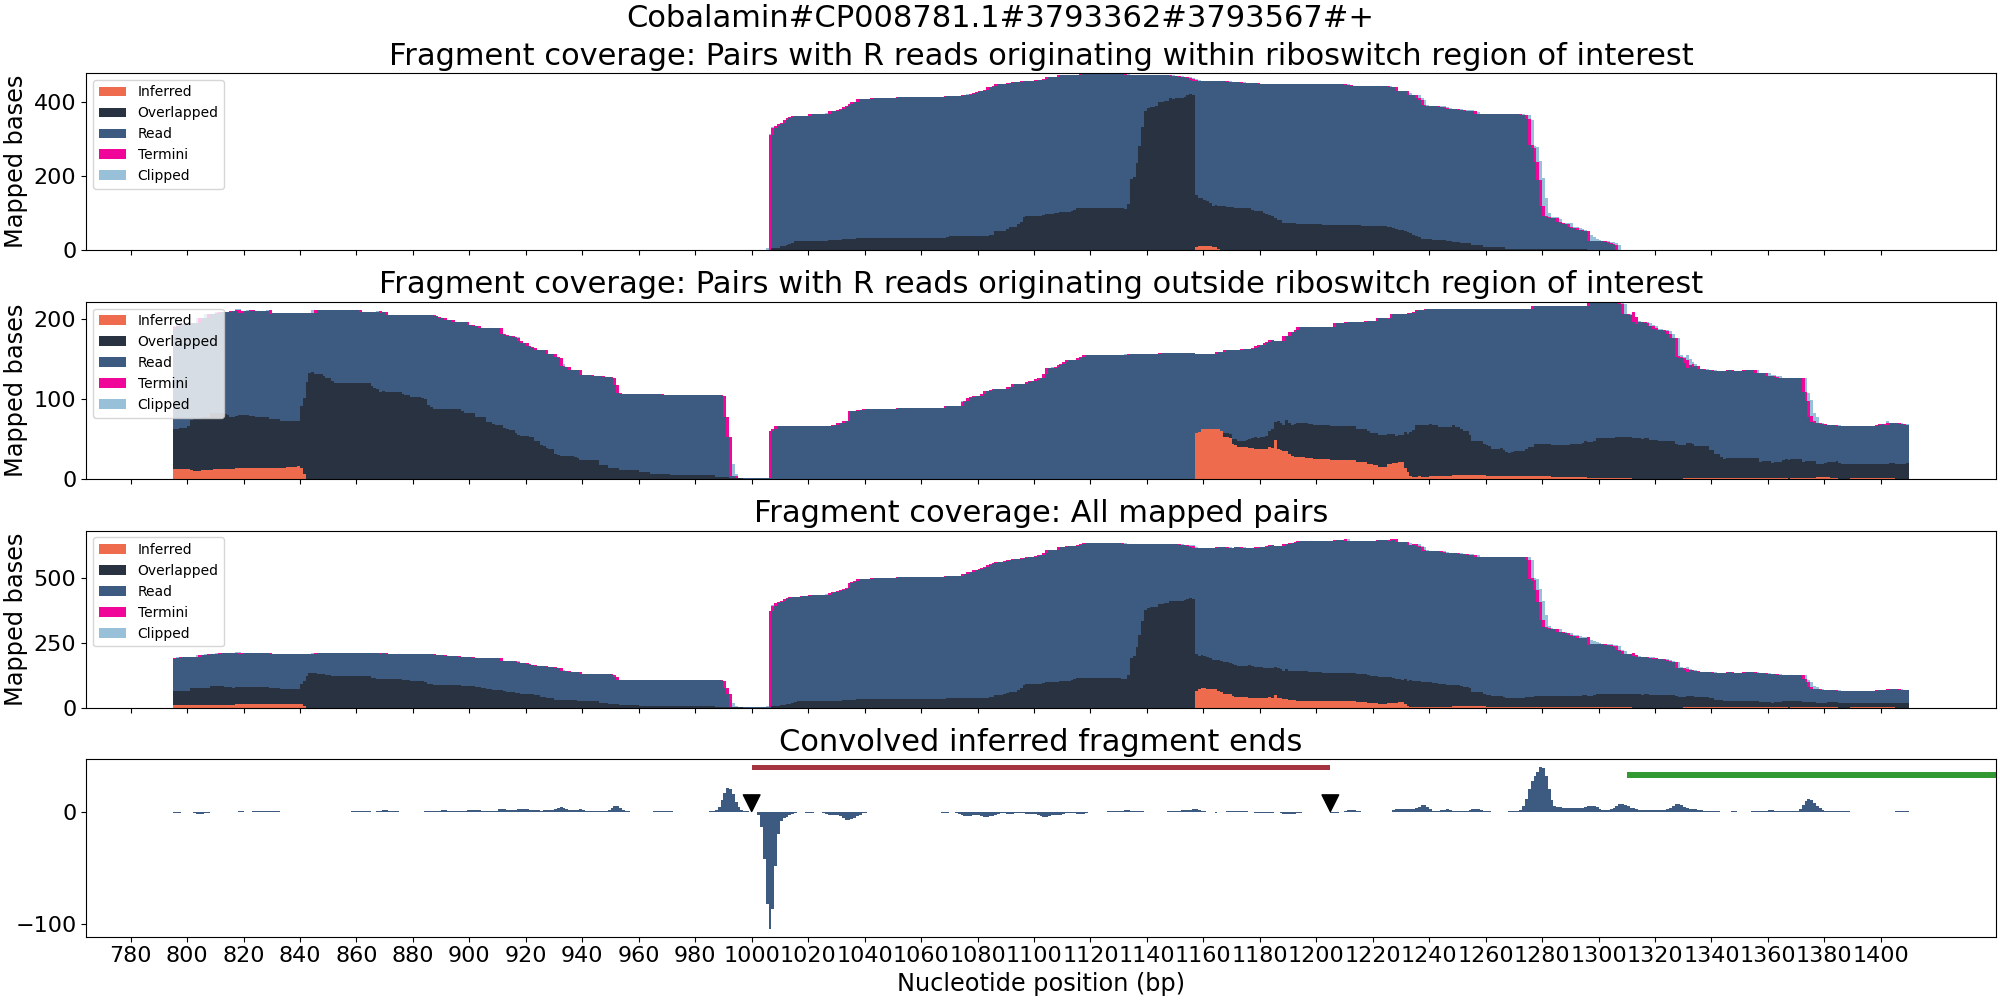 Cobalamin#CP008781.1#3793362#3793567#+
Fragment coverage: Pairs with R reads originating within riboswitch region of interest
Mapped bases
400
200
0
Inferred
Overlapped
Read
Termini
Clipped
Fragment coverage: Pairs with R reads originating outside riboswitch region of interest
Mapped bases
200
100
0
Inferred
Overlapped
Read
Termini
Clipped
Fragment coverage: All mapped pairs
Mapped bases
500
250
0
Inferred
Overlapped
Read
Termini
Clipped
Convolved inferred fragment ends
0
−100
780 800 820 840 860 880 900 920 940 960 980 1000 1020 1040 1060 1080 1100 1120 1140 1160 1180 1200 1220 1240 1260 1280 1300 1320 1340 1360 1380 1400
Nucleotide position (bp)